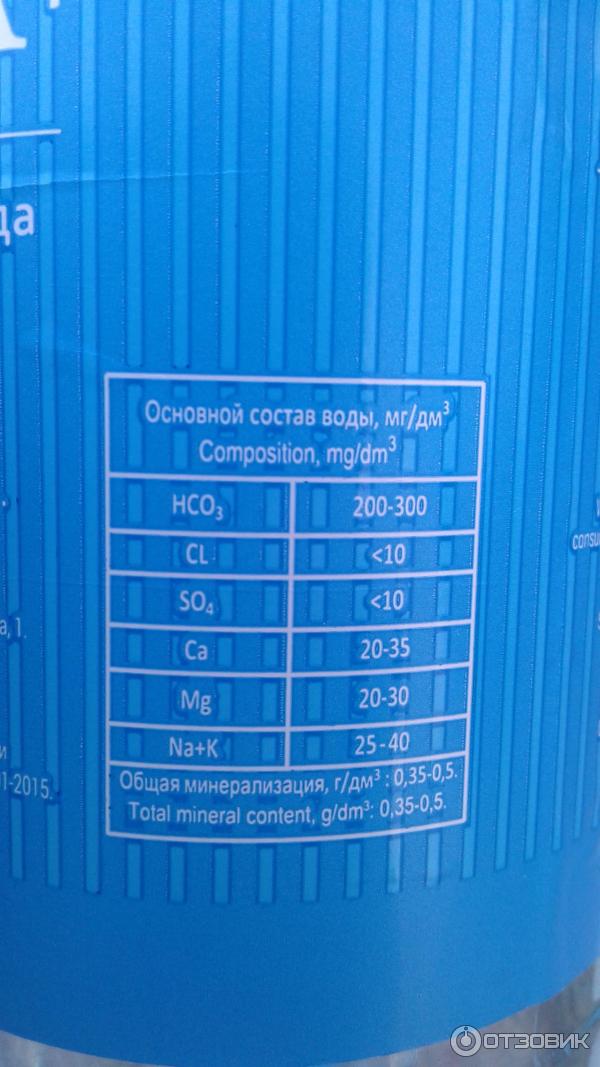 да
Основной состав воды, мг/дм³
Composition, mg/dm³
HCO₃ 200-300
CL <10
SO₄ <10
Ca 20-35
Mg 20-30
Na+K 25-40
Общая минерализация, г/дм³ : 0,35-0,5.
Total mineral content, g/dm³: 0,35-0,5.
а, 1.
и
1-2015.
consu
ОТЗОВИК